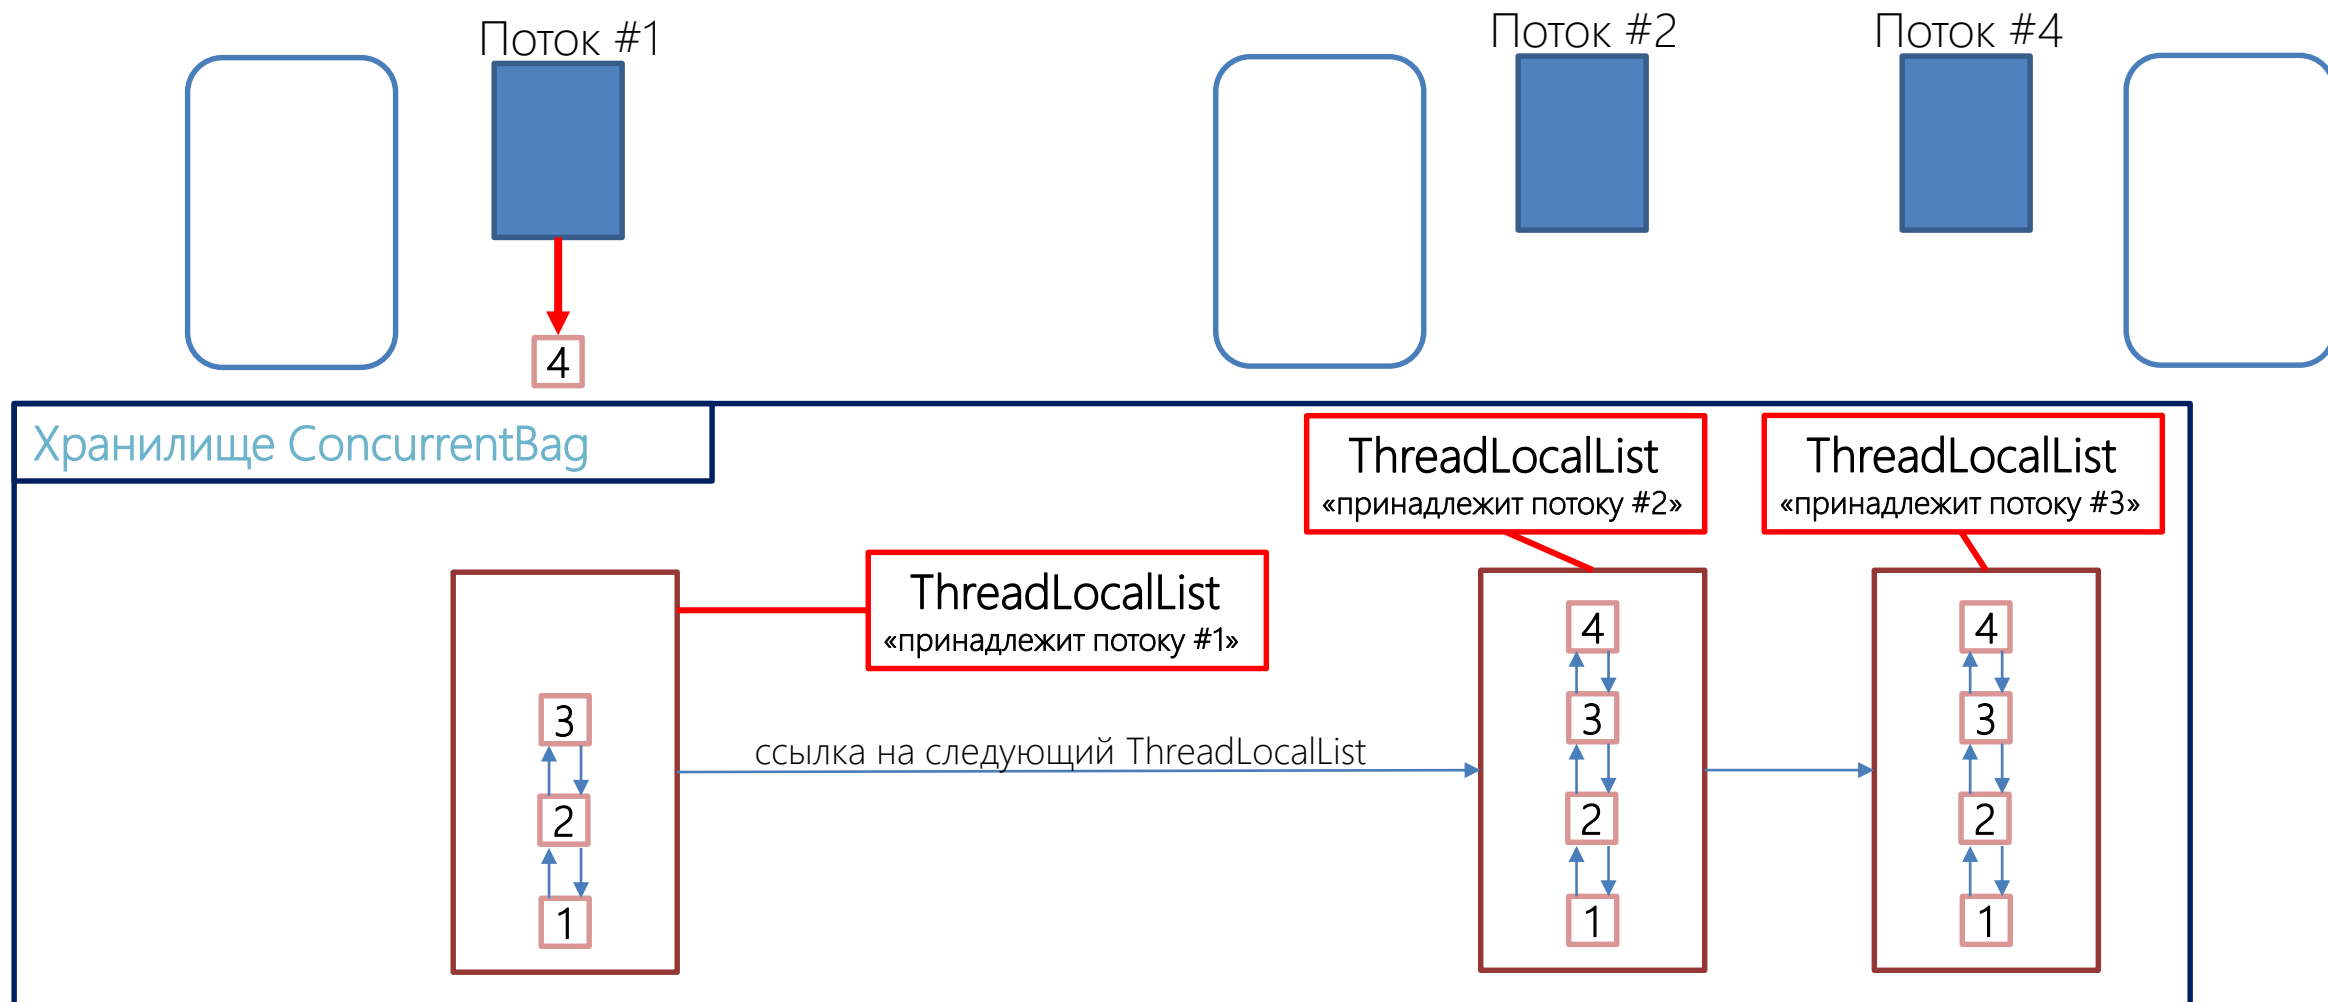 Поток #1
Поток #2
Поток #4
4
Хранилище ConcurrentBag
ThreadLocalList
«принадлежит потоку #2»
ThreadLocalList
«принадлежит потоку #3»
ThreadLocalList
«принадлежит потоку #1»
3
2
1
ссылка на следующий ThreadLocalList
4
3
2
1
4
3
2
1